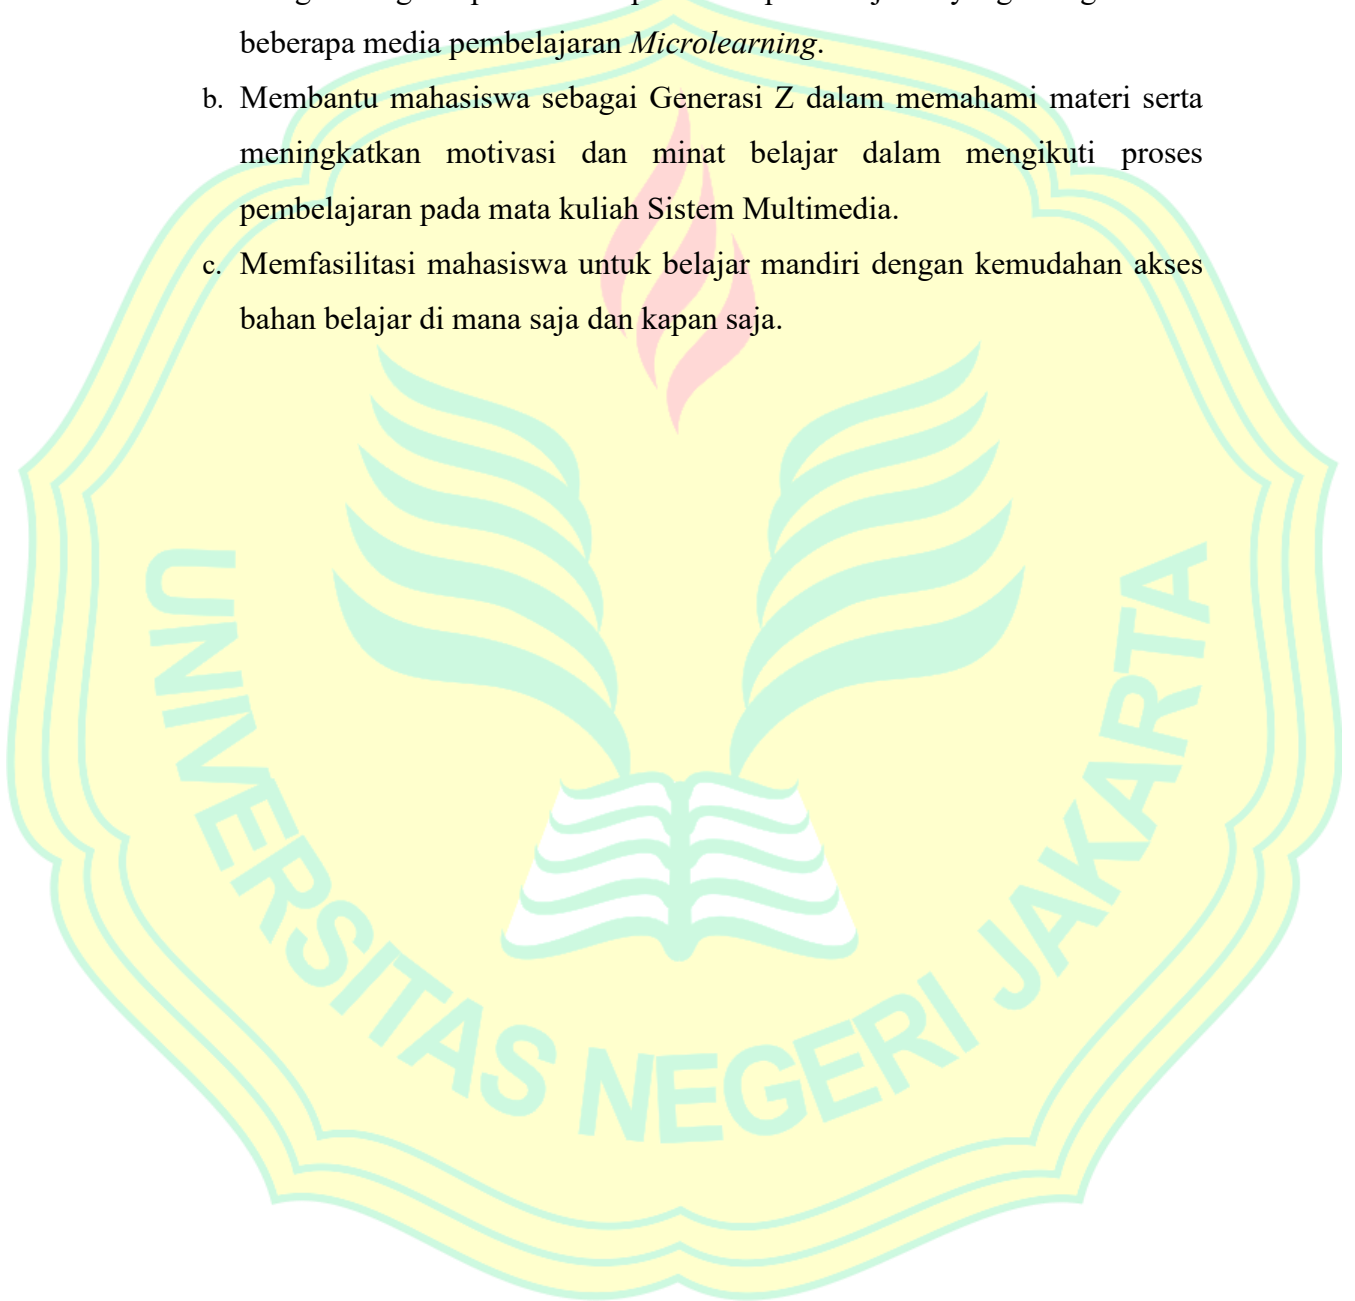 beberapa media pembelajaran Microlearning.
b. Membantu mahasiswa sebagai Generasi Z dalam memahami materi serta
meningkatkan motivasi dan minat belajar dalam mengikuti proses
pembelajaran pada mata kuliah Sistem Multimedia.
c. Memfasilitasi mahasiswa untuk belajar mandiri dengan kemudahan akses
bahan belajar di mana saja dan kapan saja.
UNIVERSITAS NEGERI JAKARTA